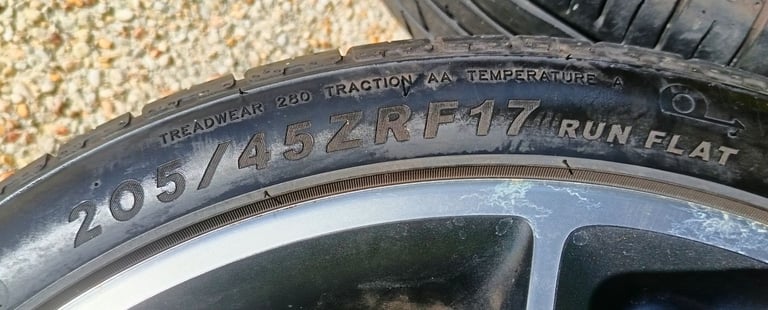 TREADWEAR 280 TRACTION AA TEMPERATURE A
205/45ZRF17 RUN FLAT